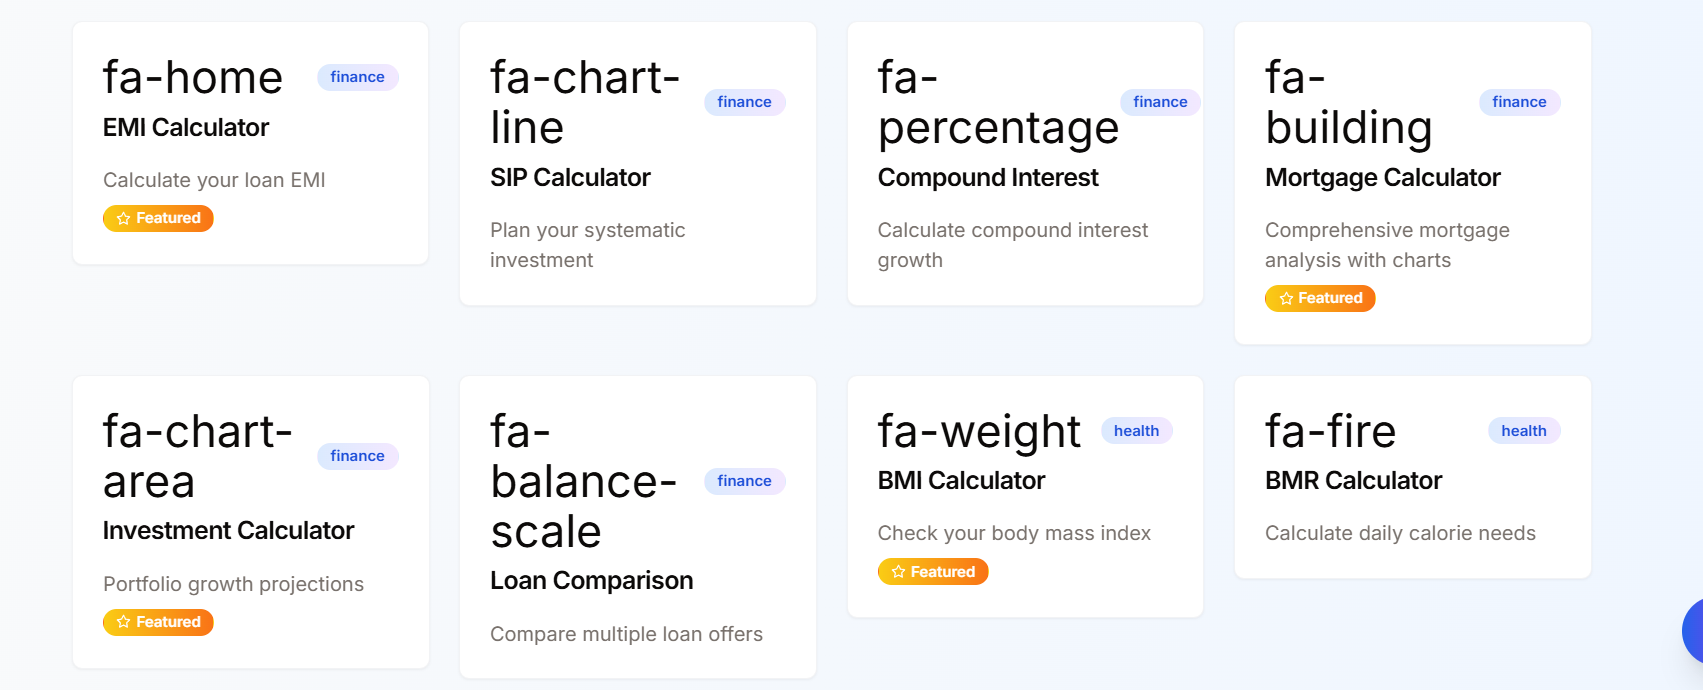 fa-home
finance
EMI Calculator
Calculate your loan EMI
Featured
fa-chart-
line
finance
SIP Calculator
Plan your systematic
investment
fa-
percentage
finance
Compound Interest
Calculate compound interest
growth
fa-
building
finance
Mortgage Calculator
Comprehensive mortgage
analysis with charts
Featured
fa-chart-
area
finance
Investment Calculator
Portfolio growth projections
Featured
fa-
balance-
scale
finance
Loan Comparison
Compare multiple loan offers
fa-weight
health
BMI Calculator
Check your body mass index
Featured
fa-fire
health
BMR Calculator
Calculate daily calorie needs